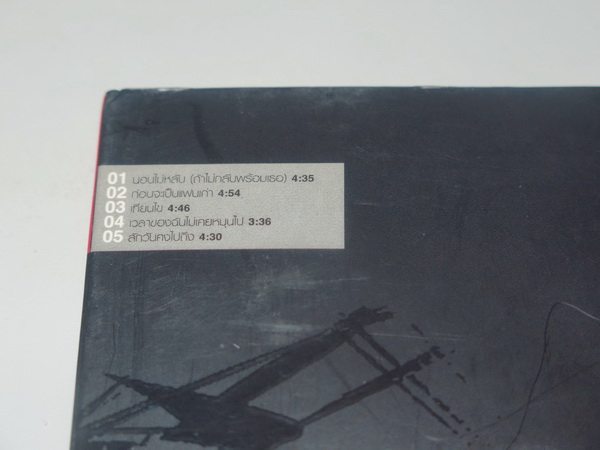 01 นอนไม่หลับ (ถ้าไม่กลับพร้อมเธอ) 4:35
02 ก่อนจะเป็นแฟนเก่า 4:54
03 เทียนไข 4:46
04 เวลาของฉันไม่เคยหมุนไป 3:36
05 สักวันคงไปถึง 4:30